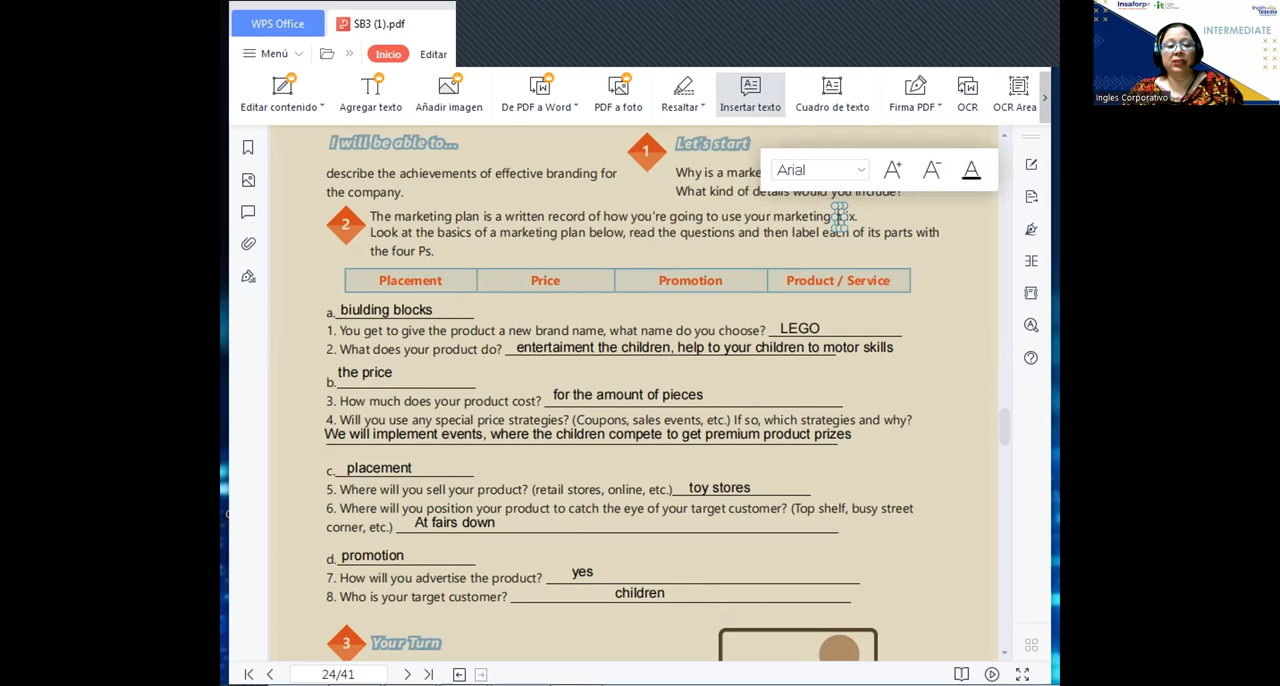 WPS Office
SB3 (1).pdf
Menú
Inicio
Editar
Editar contenido
Agregar texto
Añadir imagen
De PDF a Word
PDF a foto
Resaltar
Insertar texto
Cuadro de texto
Firma PDF
OCR
OCR Area
Insaforp
INTERMEDIATE
Ingles Corporativo
Arial
I will be able to...
describe the achievements of effective branding for
the company.
1
Let's start
Why is a marke
What kind of details would you include?
2
The marketing plan is a written record of how you're going to use your marketing ix.
Look at the basics of a marketing plan below, read the questions and then label each of its parts with
the four Ps.
Placement Price Promotion Product / Service
a. biulding blocks
1. You get to give the product a new brand name, what name do you choose? LEGO
2. What does your product do? entertaiment the children, help to your children to motor skills
b. the price
3. How much does your product cost? for the amount of pieces
4. Will you use any special price strategies? (Coupons, sales events, etc.) If so, which strategies and why?
We will implement events, where the children compete to get premium product prizes
c. placement
5. Where will you sell your product? (retail stores, online, etc.) toy stores
6. Where will you position your product to catch the eye of your target customer? (Top shelf, busy street
corner, etc.) At fairs down
d. promotion
7. How will you advertise the product? yes
8. Who is your target customer? children
3
Your Turn
24/41